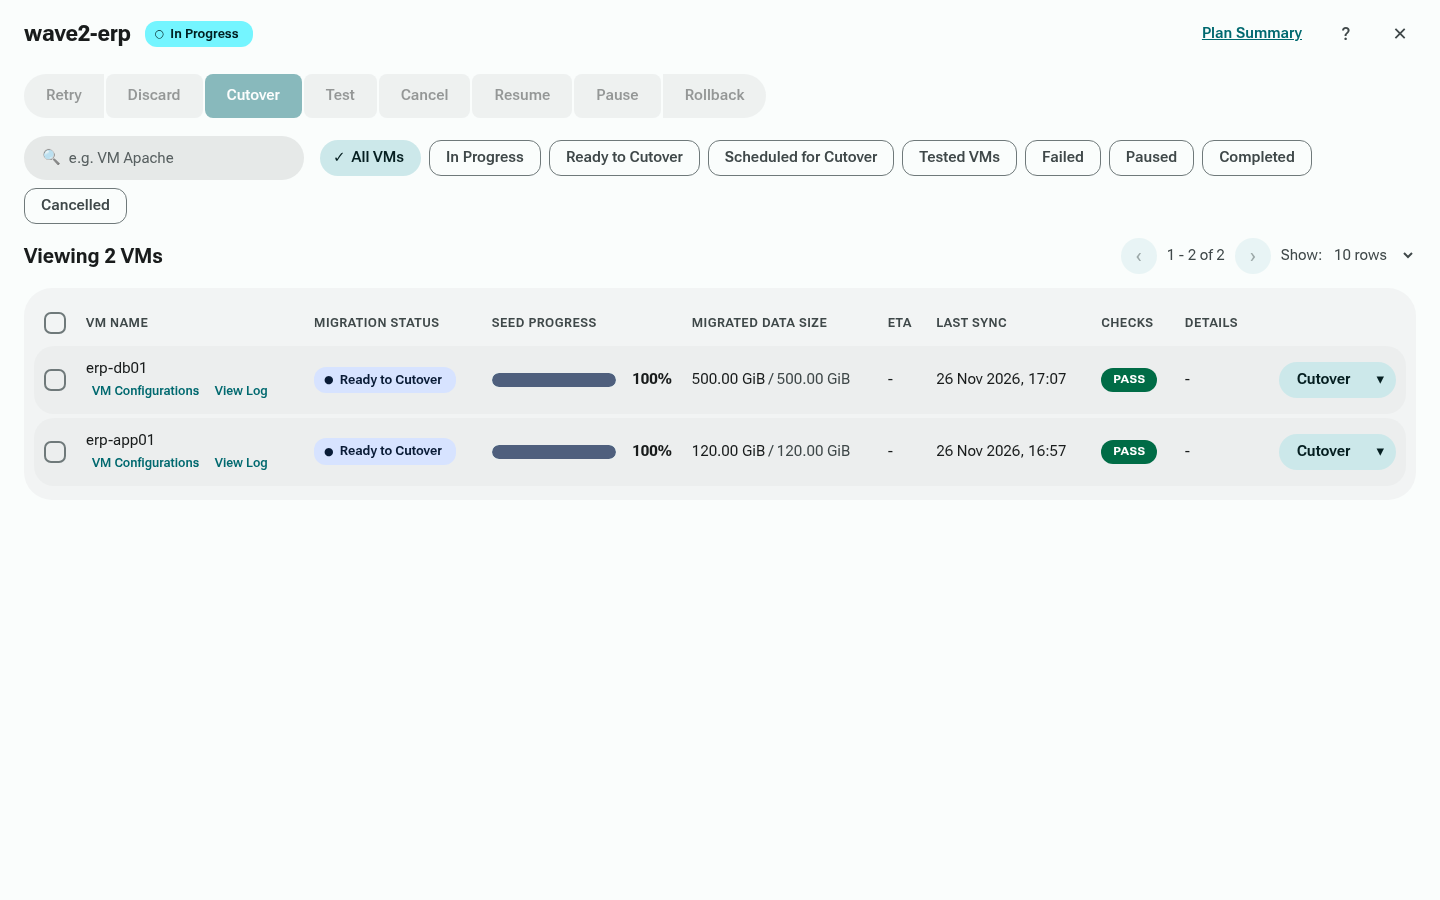 wave2-erp In Progress Plan Summary ? ✕
Retry Discard Cutover Test Cancel Resume Pause Rollback
e.g. VM Apache ✓ All VMs In Progress Ready to Cutover Scheduled for Cutover Tested VMs Failed Paused Completed
Cancelled
Viewing 2 VMs ‹ 1 - 2 of 2 › Show: 10 rows
VM NAME MIGRATION STATUS SEED PROGRESS MIGRATED DATA SIZE ETA LAST SYNC CHECKS DETAILS
erp-db01
VM Configurations View Log
Ready to Cutover 100% 500.00 GiB / 500.00 GiB - 26 Nov 2026, 17:07 PASS - Cutover ▾
erp-app01
VM Configurations View Log
Ready to Cutover 100% 120.00 GiB / 120.00 GiB - 26 Nov 2026, 16:57 PASS - Cutover ▾